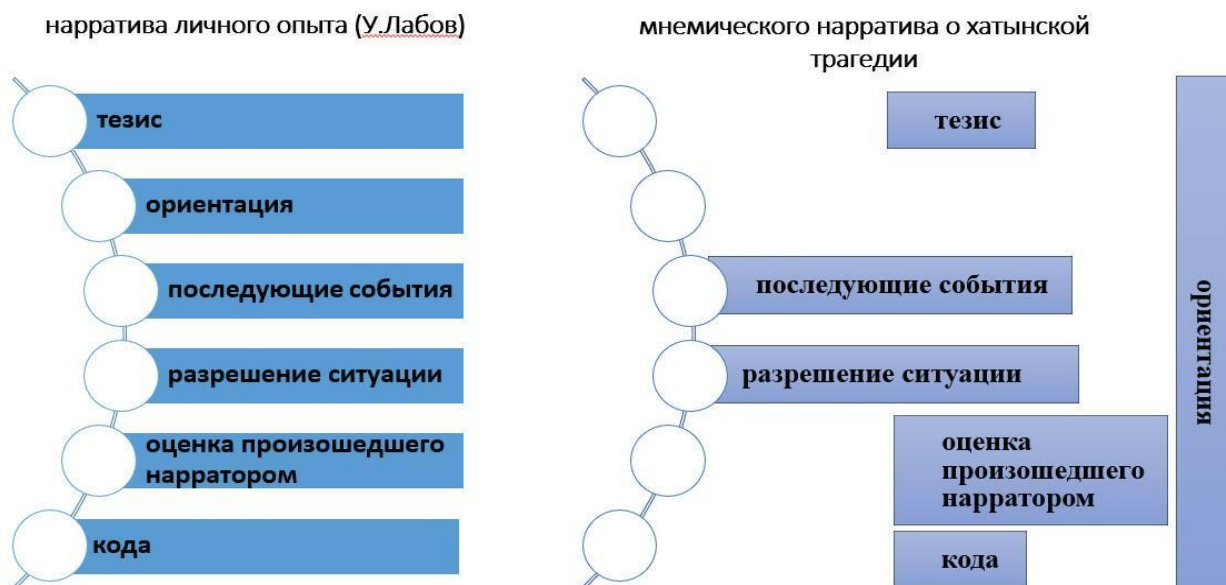 нарратива личного опыта (У.Лабов)
тезис
ориентация
последующие события
разрешение ситуации
оценка произошедшего
нарратором
кода
мнемического нарратива о хатынской
трагедии
тезис
последующие события
разрешение ситуации
оценка
произошедшего
нарратором
кода
ориентация